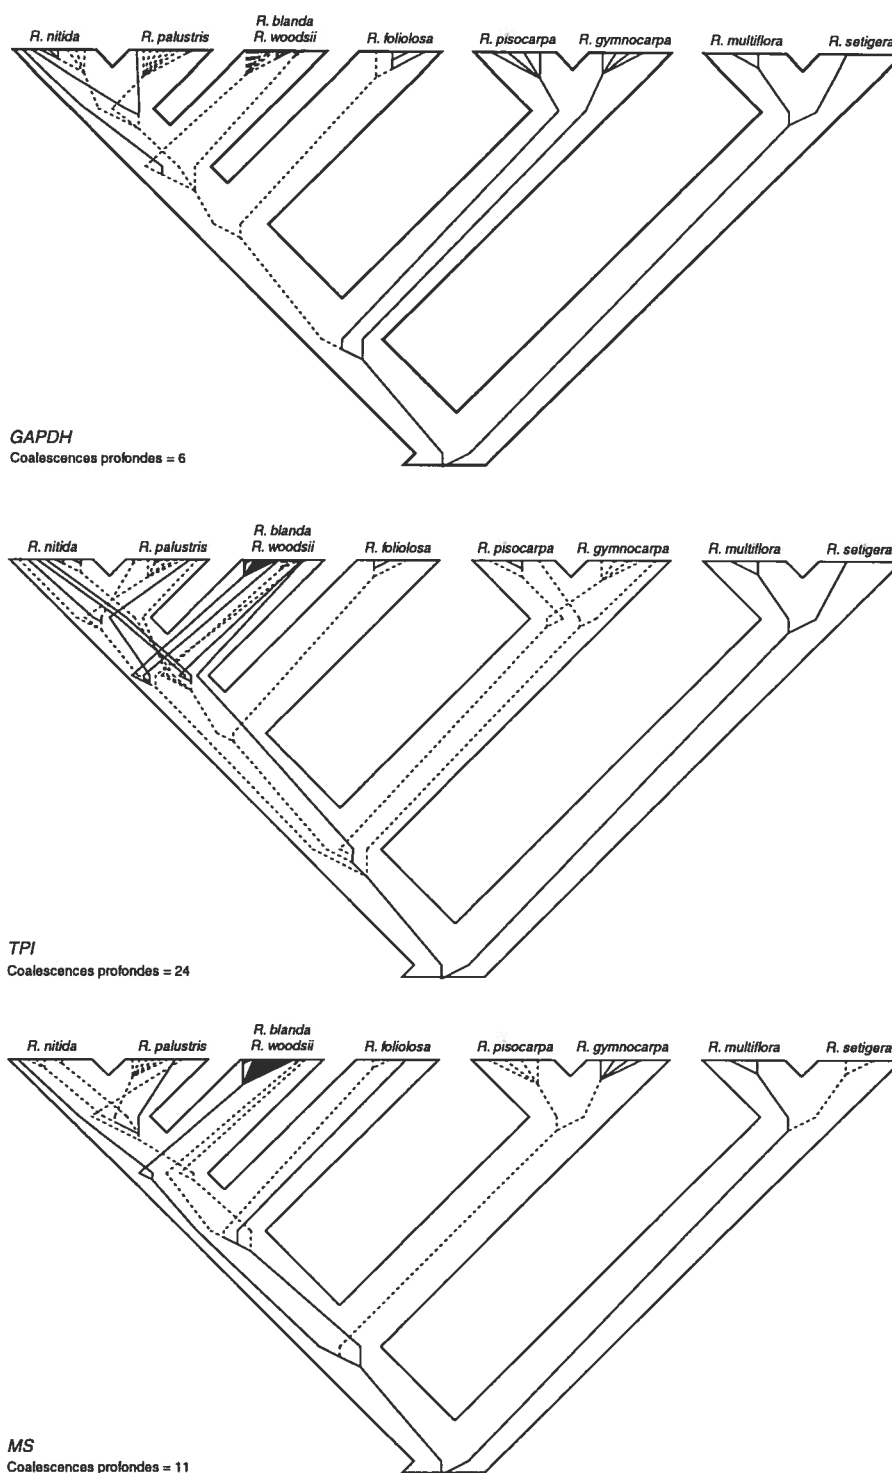 R. blanda
R. nitida R. palustris R. woodsii R. foliolosa R. pisocarpa R. gymnocarpa R. multiflora R. setigera
GAPDH
Coalescences profondes = 6
R. blanda
R. nitida R. palustris R. woodsii R. foliolosa R. pisocarpa R. gymnocarpa R. multiflora R. setigera
TPI
Coalescences profondes = 24
R. blanda
R. nitida R. palustris R. woodsii R. foliolosa R. pisocarpa R. gymnocarpa R. multiflora R. setigera
MS
Coalescences profondes = 11